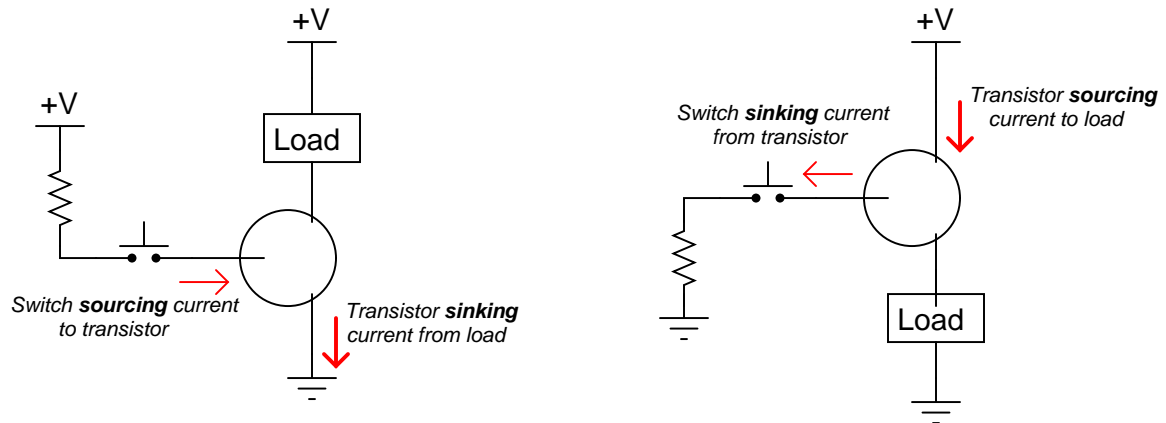 +V
+V
Load
Switch sourcing current
to transistor
Transistor sinking
current from load
+V
Switch sinking current
from transistor
Transistor sourcing
current to load
Load